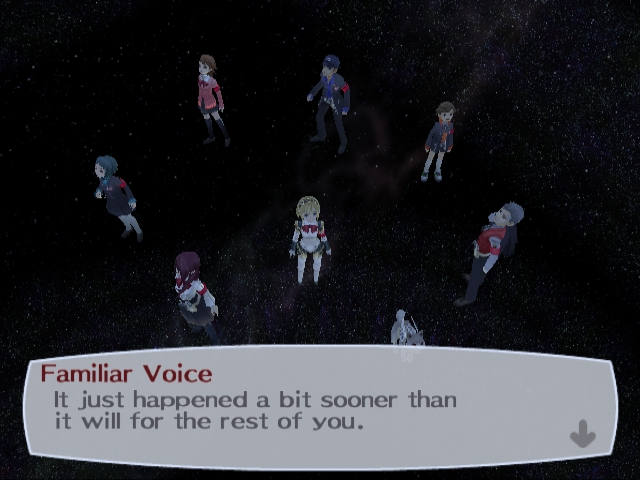 Familiar Voice
It just happened a bit sooner than
it will for the rest of you.